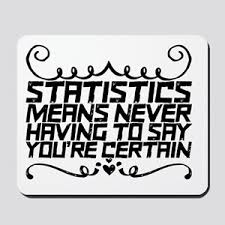 STATISTICS
MEANS NEVER
HAVING TO SAY
YOU'RE CERTAIN